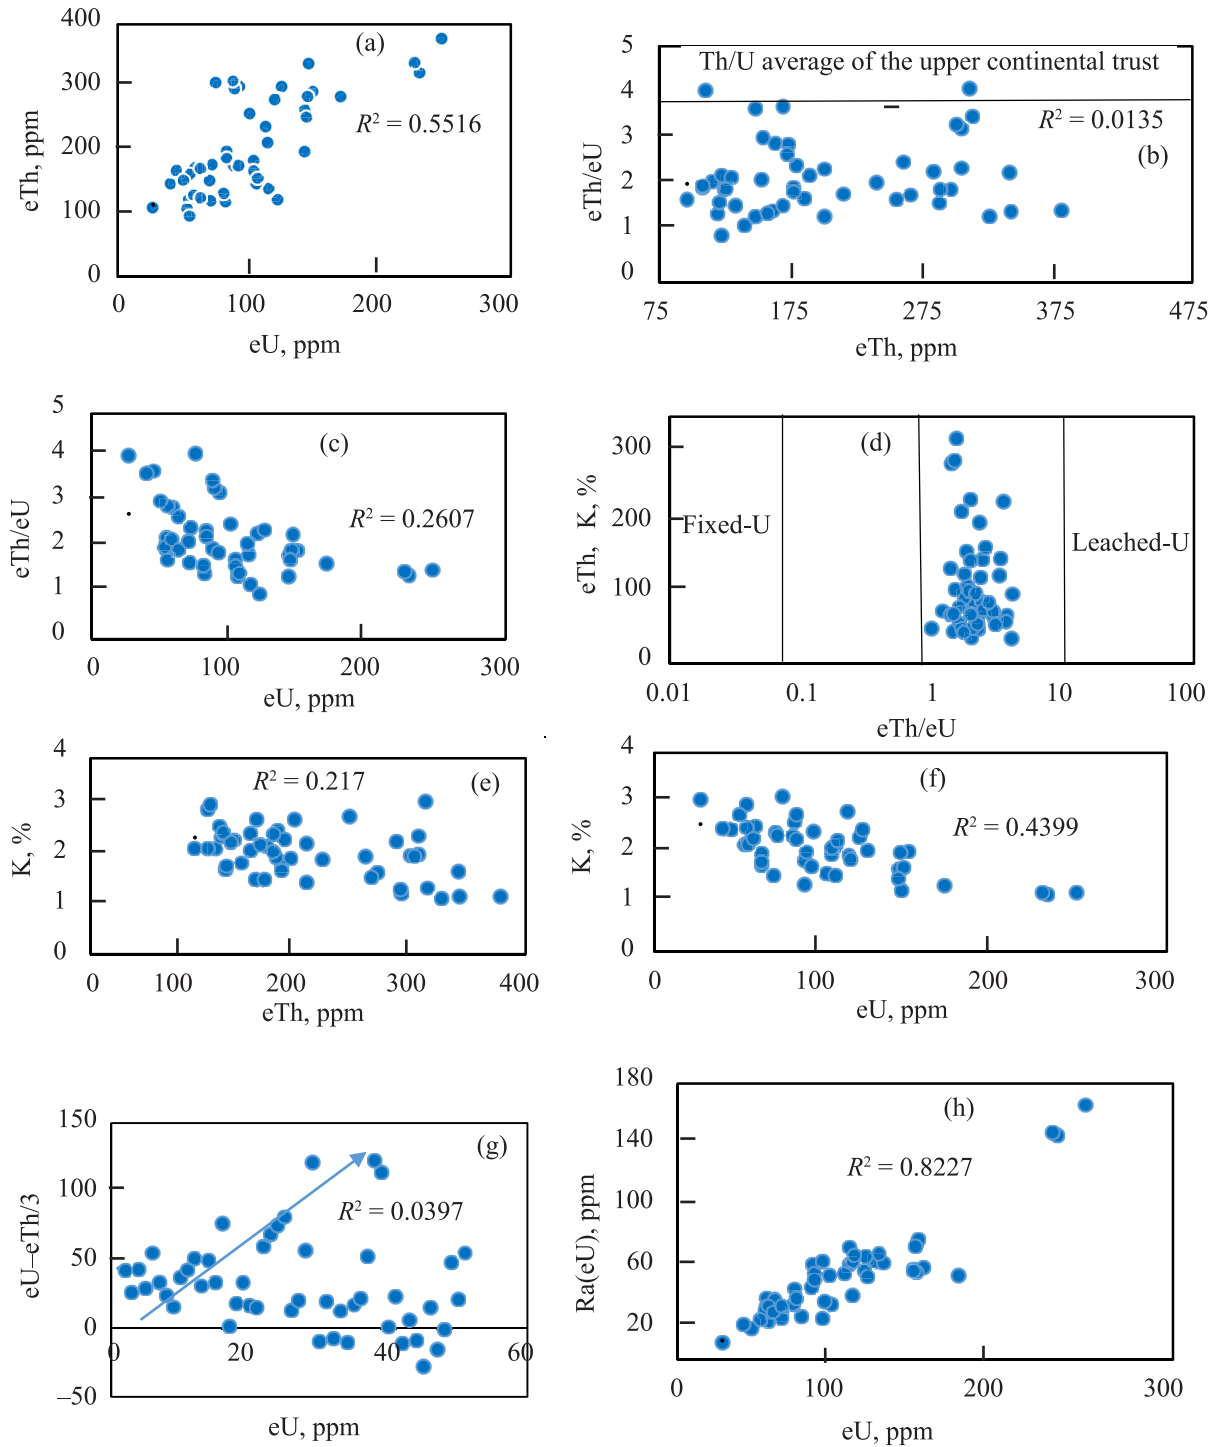 400
300
200
100
0
eTh, ppm
(a)
R² = 0.5516
0
100
200
300
eU, ppm
5
4
3
2
1
0
eTh/eU
Th/U average of the upper continental trust
R² = 0.0135
(b)
75
175
275
375
475
eTh, ppm
5
4
3
2
1
0
eTh/eU
(c)
R² = 0.2607
0
100
200
300
eU, ppm
300
200
100
0
eTh, K, %
(d)
Fixed-U
Leached-U
0.01
0.1
1
10
100
eTh/eU
4
3
2
1
0
K, %
R² = 0.217
(e)
0
100
200
300
400
eTh, ppm
4
3
2
1
0
K, %
(f)
R² = 0.4399
0
100
200
300
eU, ppm
150
100
50
0
–50
eU–eTh/3
(g)
R² = 0.0397
0
20
40
60
eU, ppm
180
140
100
60
20
Ra(eU), ppm
(h)
R² = 0.8227
0
100
200
300
eU, ppm